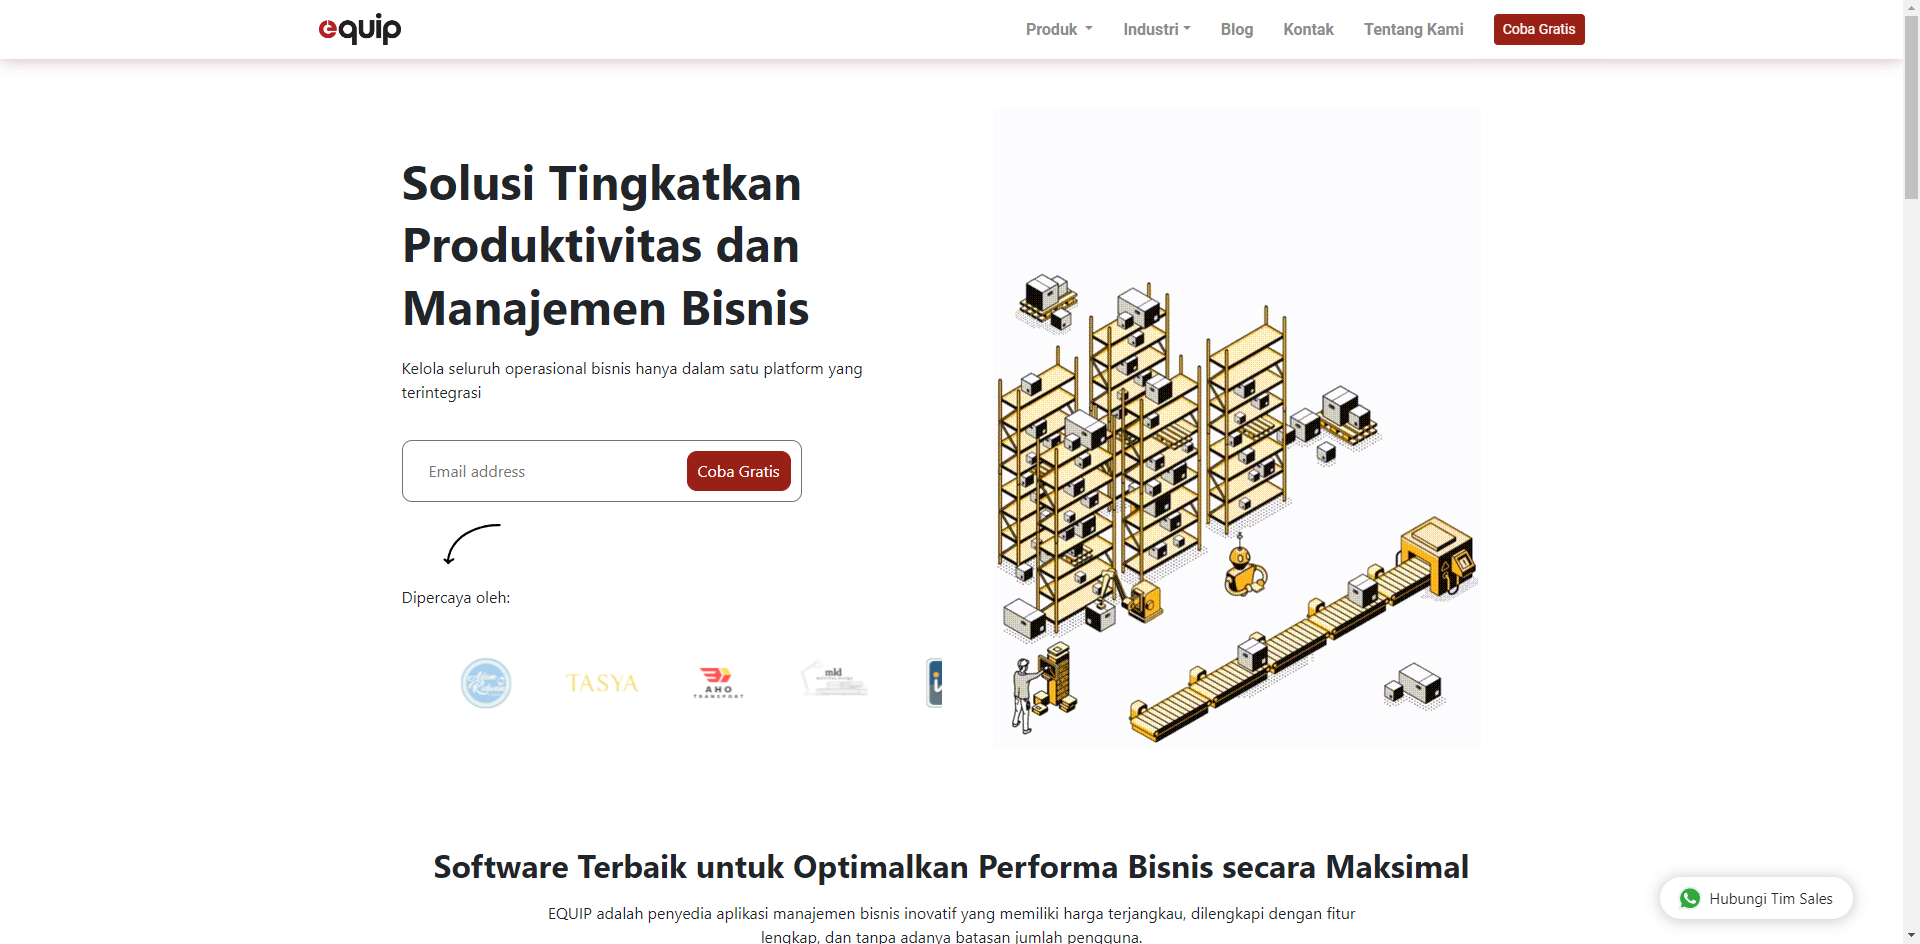 equip
Produk
Industri
Blog
Kontak
Tentang Kami
Coba Gratis
Solusi Tingkatkan
Produktivitas dan
Manajemen Bisnis
Kelola seluruh operasional bisnis hanya dalam satu platform yang
terintegrasi
Email address
Coba Gratis
Dipercaya oleh:
TASYA
AHO
TRANSPORT
mld
Software Terbaik untuk Optimalkan Performa Bisnis secara Maksimal
EQUIP adalah penyedia aplikasi manajemen bisnis inovatif yang memiliki harga terjangkau, dilengkapi dengan fitur
lengkap, dan tanpa adanya batasan jumlah pengguna.
Hubungi Tim Sales